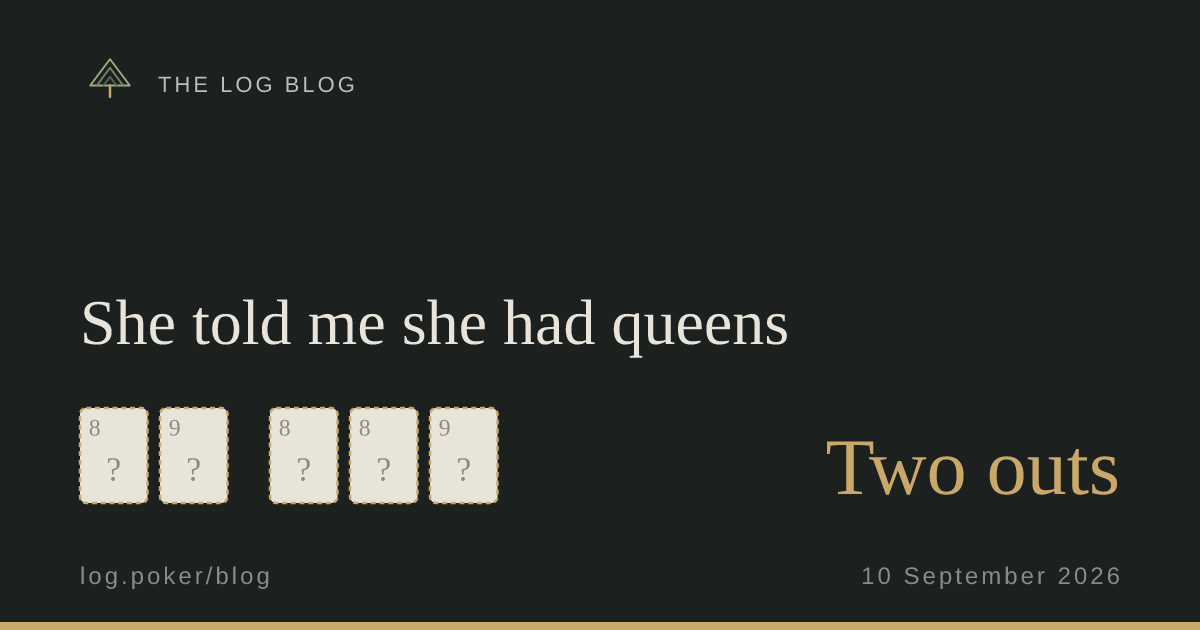 THE LOG BLOG
She told me she had queens
8 9 8 8 9
? ? ? ? ?
Two outs
log.poker/blog
10 September 2026